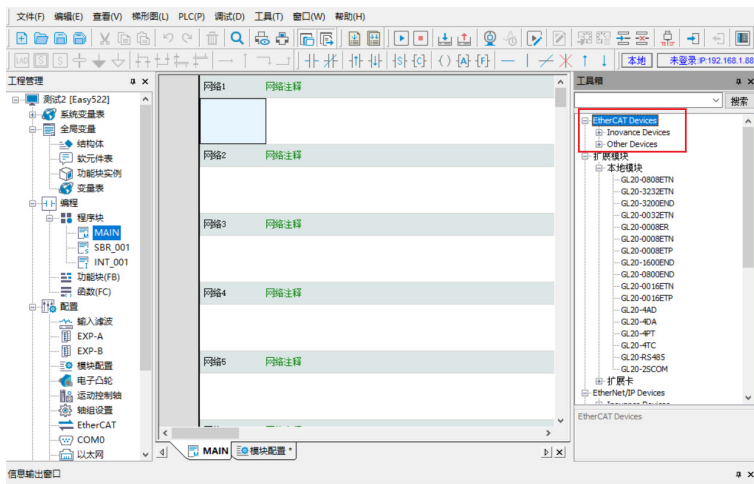 文件(F) 编辑(E) 查看(V) 梯形图(L) PLC(P) 调试(D) 工具(T) 窗口(W) 帮助(H)
LAD S S
{S} {C} ( ) {A} {F}
本地 未登录:IP:192.168.1.88
工程管理
测试2 [Easy522]
系统变量表
全局变量
结构体
软元件表
功能块实例
变量表
编程
程序块
MAIN
SBR_001
INT_001
功能块(FB)
函数(FC)
配置
输入滤波
EXP-A
EXP-B
模块配置
电子凸轮
运动控制轴
轴组设置
EtherCAT
COM0
以太网
网络1 网络注释
网络2 网络注释
网络3 网络注释
网络4 网络注释
网络5 网络注释
MAIN 模块配置 *
工具箱
搜索
EtherCAT Devices
Inovance Devices
Other Devices
扩展模块
本地模块
GL20-0808ETN
GL20-3232ETN
GL20-3200END
GL20-0032ETN
GL20-0008ER
GL20-0008ETN
GL20-0008ETP
GL20-1600END
GL20-0800END
GL20-0016ETN
GL20-0016ETP
GL20-4AD
GL20-4DA
GL20-4PT
GL20-4TC
GL20-RS485
GL20-2SCOM
扩展卡
EtherNet/IP Devices
EtherCAT Devices
信息输出窗口